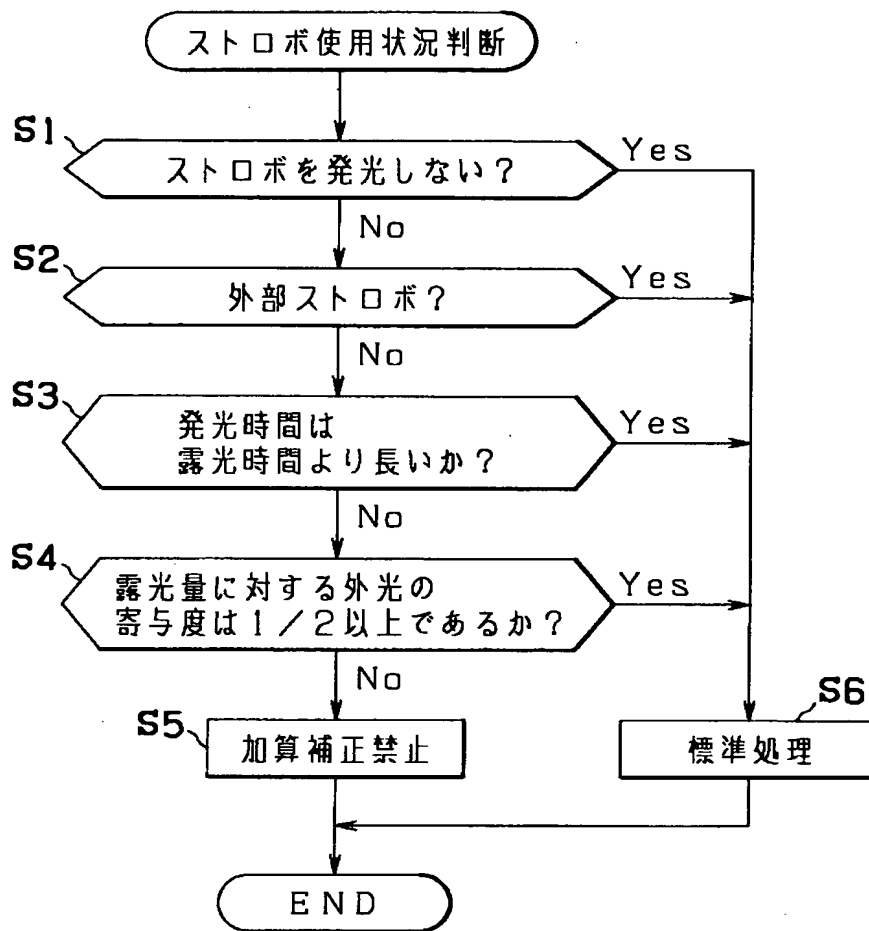 ストロボ使用状況判断
S1
ストロボを発光しない?
Yes
No
S2
外部ストロボ?
Yes
No
S3
発光時間は
露光時間より長いか?
Yes
No
S4
露光量に対する外光の
寄与度は1/2以上であるか?
Yes
No
S5
加算補正禁止
S6
標準処理
END